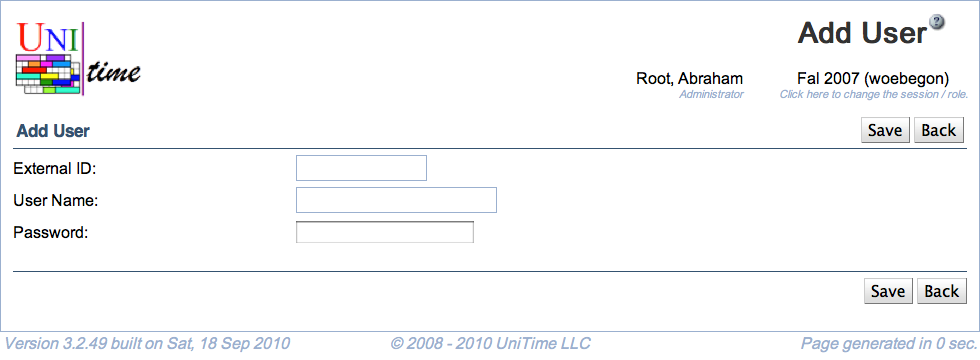 UNI
time
Add User
?
Root, Abraham
Administrator
Fal 2007 (woebegon)
Click here to change the session / role.
Add User
Save Back
External ID:
User Name:
Password:
Save Back
Version 3.2.49 built on Sat, 18 Sep 2010
© 2008 - 2010 UniTime LLC
Page generated in 0 sec.